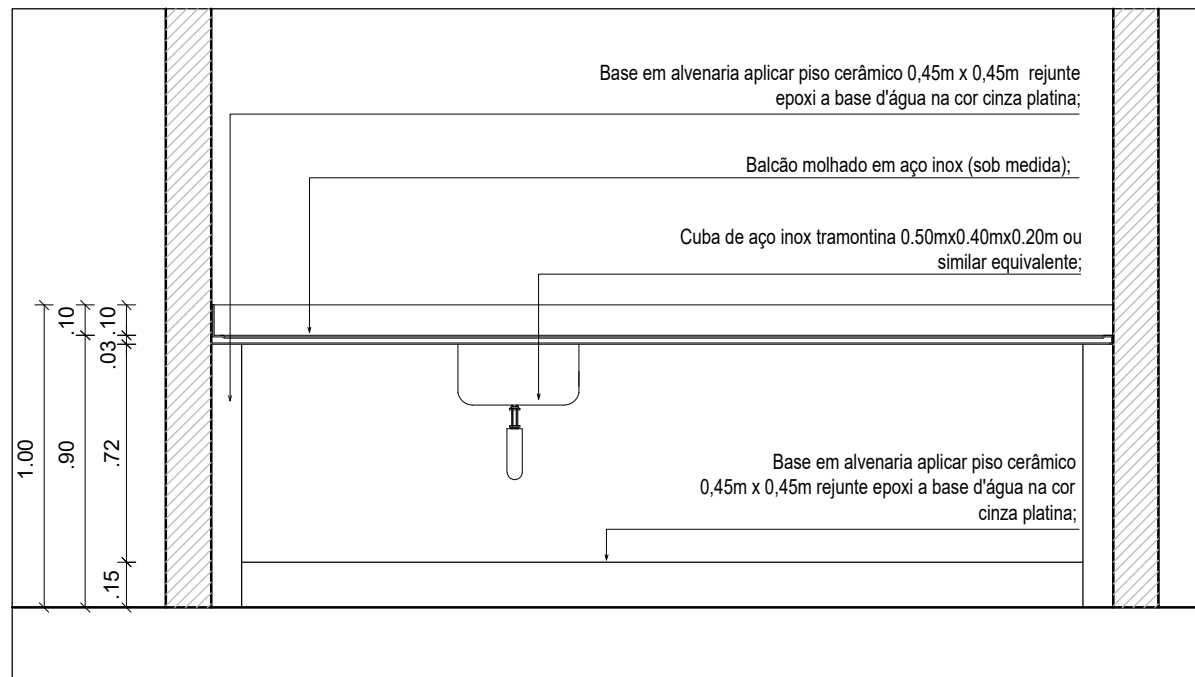 Base em alvenaria aplicar piso cerâmico 0,45m x 0,45m rejunte
epoxi a base d'água na cor cinza platina;
Balcão molhado em aço inox (sob medida);
Cuba de aço inox tramontina 0.50mx0.40mx0.20m ou
similar equivalente;
.10
.10
.03
1.00
.90
.72
Base em alvenaria aplicar piso cerâmico
0,45m x 0,45m rejunte epoxi a base d'água na cor
cinza platina;
.15